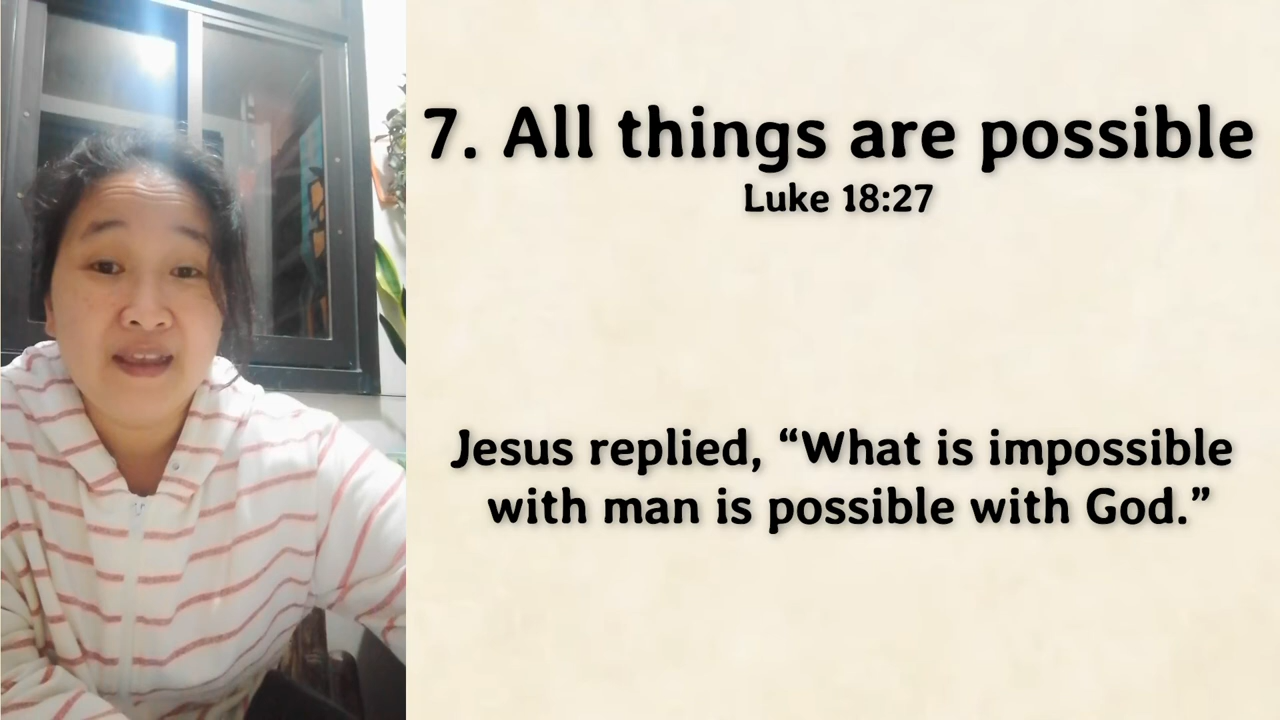 7. All things are possible
Luke 18:27
Jesus replied, “What is impossible
with man is possible with God.”